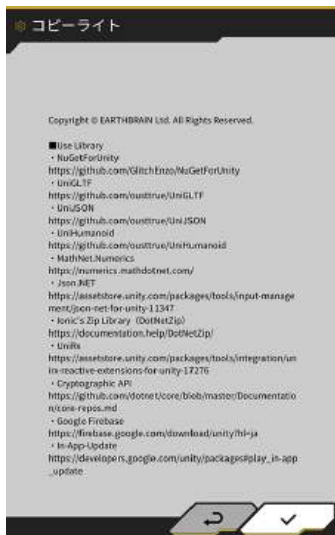 コピーライト
Copyright © EARTHBRAIN Ltd. All Rights Reserved.
■Use Library
・NuGetForUnity
https://github.com/GlitchEnzo/NuGetForUnity
・UniGLTF
https://github.com/ousttrue/UniGLTF
・UniJSON
https://github.com/ousttrue/UniJSON
・UniHumanoid
https://github.com/ousttrue/UniHumanoid
・MathNet.Numerics
https://numerics.mathdotnet.com/
・Json.NET
https://assetstore.unity.com/packages/tools/input-manage
ment/json-net-for-unity-11347
・Ionic's Zip Library (DotNetZip)
https://documentation.help/DotNetZip/
・UniRx
https://assetstore.unity.com/packages/tools/integration/un
irx-reactive-extensions-for-unity-17276
・Cryptographic API
https://github.com/dotnet/core/blob/master/Documentatio
n/core-repos.md
・Google Firebase
https://firebase.google.com/download/unity?hl=ja
・In-App-Update
https://developers.google.com/unity/packages#play_in-app
_update